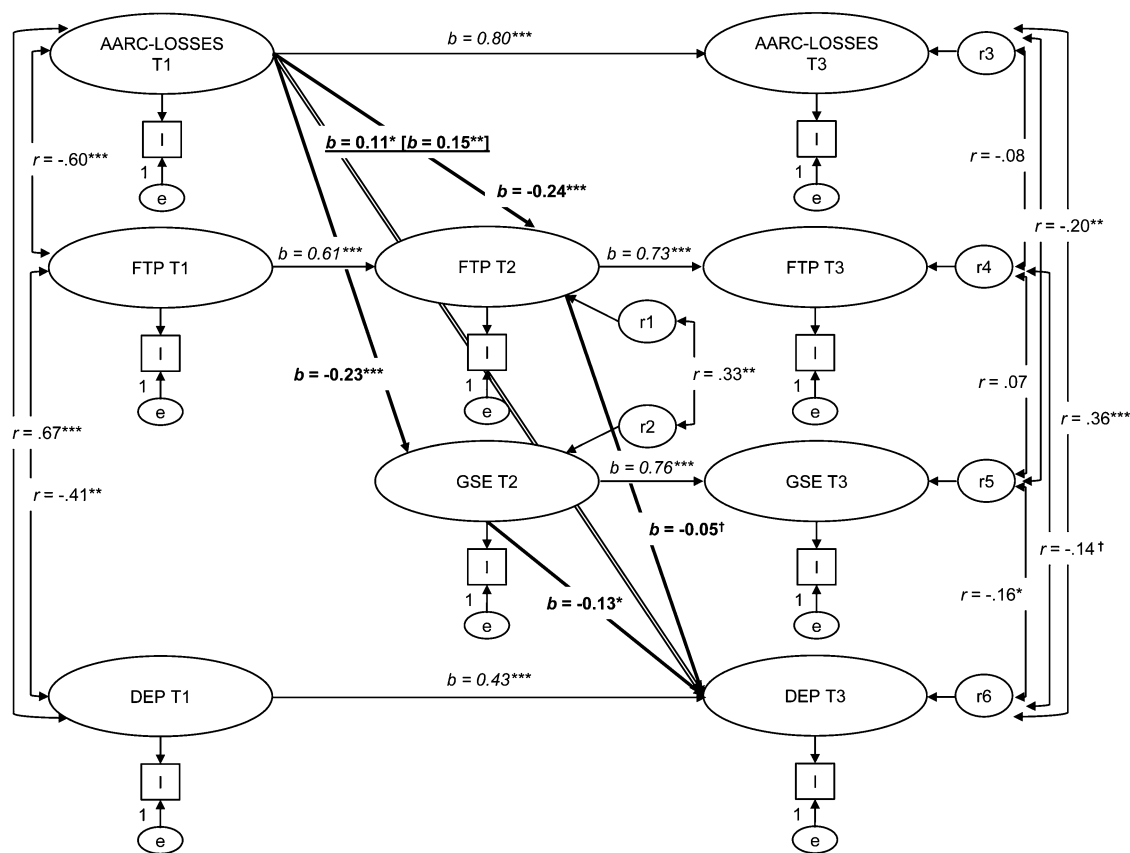 AARC-LOSSES
T1
b = 0.80***
AARC-LOSSES
T3
r3
I
1
e
I
1
e
b = 0.11* [b = 0.15**]
r = -.60***
r = -.08
b = -0.24***
r = -.20**
FTP T1
b = 0.61***
FTP T2
b = 0.73***
FTP T3
r4
r1
I
1
e
I
1
e
I
1
e
b = -0.23***
r = .33**
r = .07
r2
r = .36***
r = .67***
b = 0.76***
GSE T2
GSE T3
r5
r = -.41**
b = -0.05†
r = -.14†
I
1
e
I
1
e
b = -0.13*
r = -.16*
b = 0.43***
DEP T1
DEP T3
r6
I
1
e
I
1
e